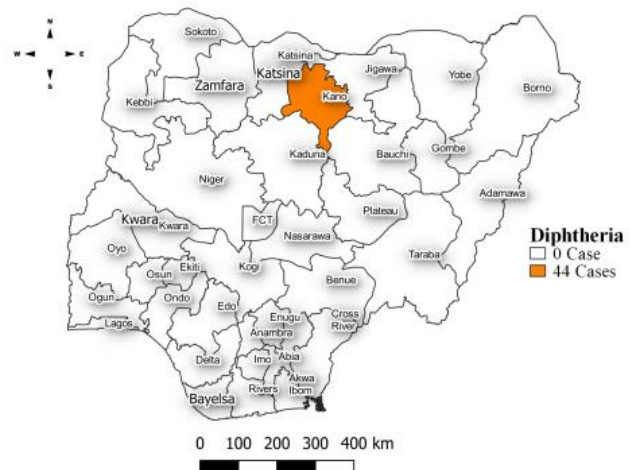 N
W E
S
Sokoto
Katsina
Katsina
Jigawa
Yobe
Borno
Zamfara
Kebbi
Kano
Kaduna
Bauchi
Gombe
Niger
Adamawa
Plateau
Kwara
Kwara
FCT
Nasarawa
Taraba
Oyo
Osun
Ekiti
Kogi
Benue
Ogun
Ondo
Edo
Lagos
Enugu
Anambra
Cross
River
Delta
Imo
Abia
Akwa
Ibom
Rivers
Bayelsa
Diphtheria
0 Case
44 Cases
0 100 200 300 400 km